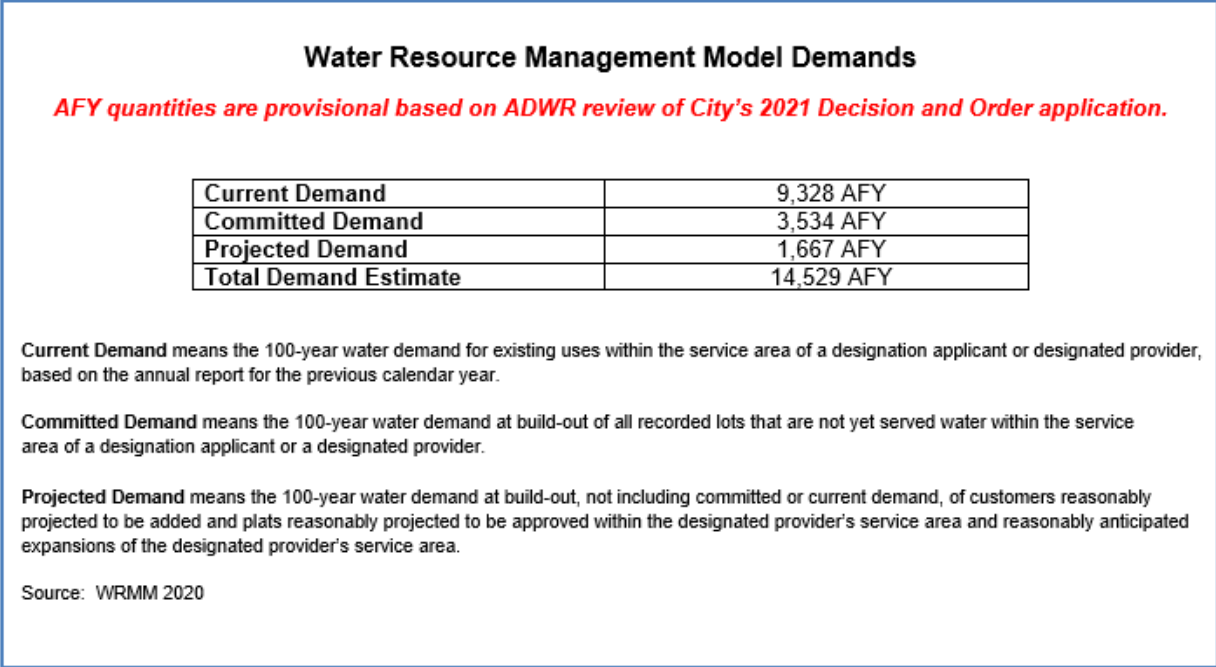 Water Resource Management Model Demands
AFY quantities are provisional based on ADWR review of City's 2021 Decision and Order application.
Current Demand 9,328 AFY
Committed Demand 3,534 AFY
Projected Demand 1,667 AFY
Total Demand Estimate 14,529 AFY
Current Demand means the 100-year water demand for existing uses within the service area of a designation applicant or designated provider,
based on the annual report for the previous calendar year.
Committed Demand means the 100-year water demand at build-out of all recorded lots that are not yet served water within the service
area of a designation applicant or a designated provider.
Projected Demand means the 100-year water demand at build-out, not including committed or current demand, of customers reasonably
projected to be added and plats reasonably projected to be approved within the designated provider's service area and reasonably anticipated
expansions of the designated provider's service area.
Source: WRMM 2020